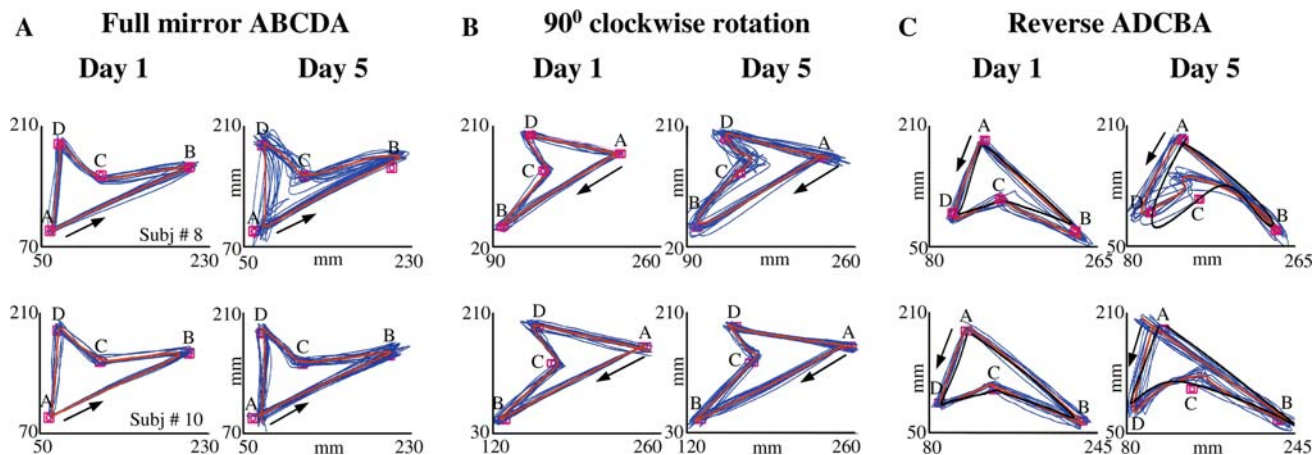 A Full mirror ABCDA B 90⁰ clockwise rotation C Reverse ADCBA
Day 1 Day 5 Day 1 Day 5 Day 1 Day 5
210 D C B A 70 50 230 Subj # 8
210 mm D C B A 70 50 mm 230
210 D A C B 20 90 260
210 mm D A C B 20 90 mm 260
210 A D C B 50 80 265
210 mm A D C B 50 80 mm 265
210 D C B A 70 50 230 Subj # 10
210 mm D C B A 70 50 mm 230
210 D A C B 30 120 260
210 mm D A C B 30 120 mm 260
210 A D C B 50 80 245
210 mm A D C B 50 80 mm 245